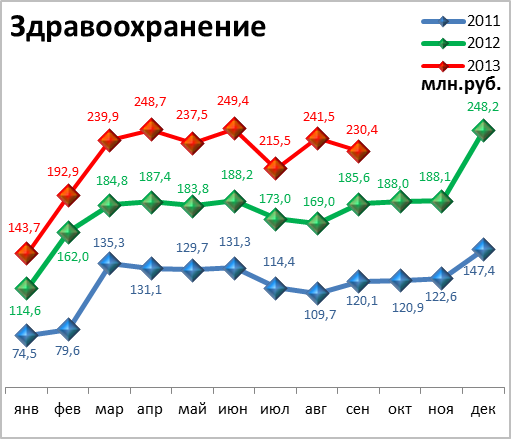 Здравоохранение
2011
2012
2013
млн.руб.
143,7 192,9 239,9 248,7 237,5 249,4 215,5 241,5 230,4
114,6 162,0 184,8 187,4 183,8 188,2 173,0 169,0 185,6 188,0 188,1 248,2
74,5 79,6 135,3 131,1 129,7 131,3 114,4 109,7 120,1 120,9 122,6 147,4
янв фев мар апр май июн июл авг сен окт ноя дек